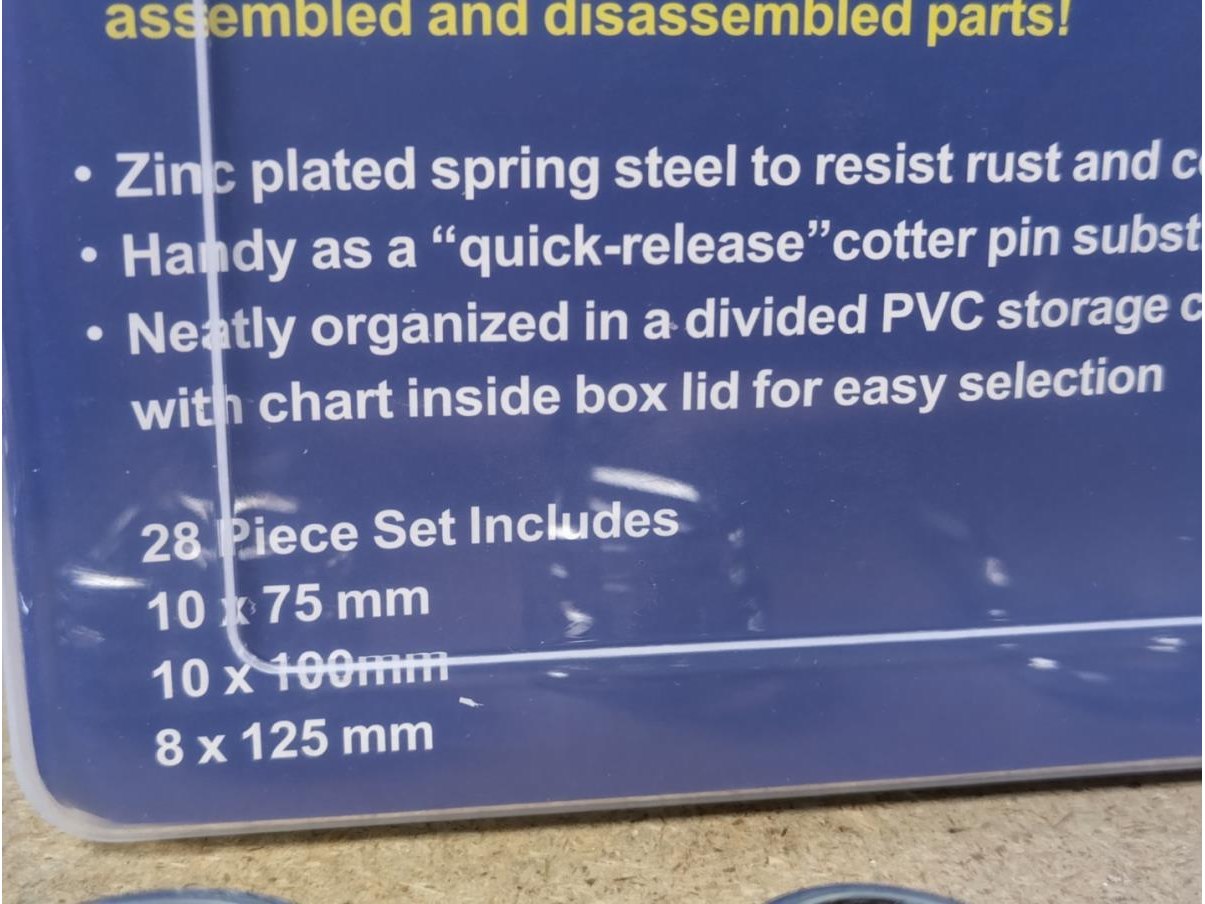 assembled and disassembled parts!
• Zinc plated spring steel to resist rust and
• Handy as a “quick-release”cotter pin
• Neatly organized in a divided PVC storage
with chart inside box lid for easy selection
28 Piece Set Includes
10 x 75 mm
10 x 100mm
8 x 125 mm